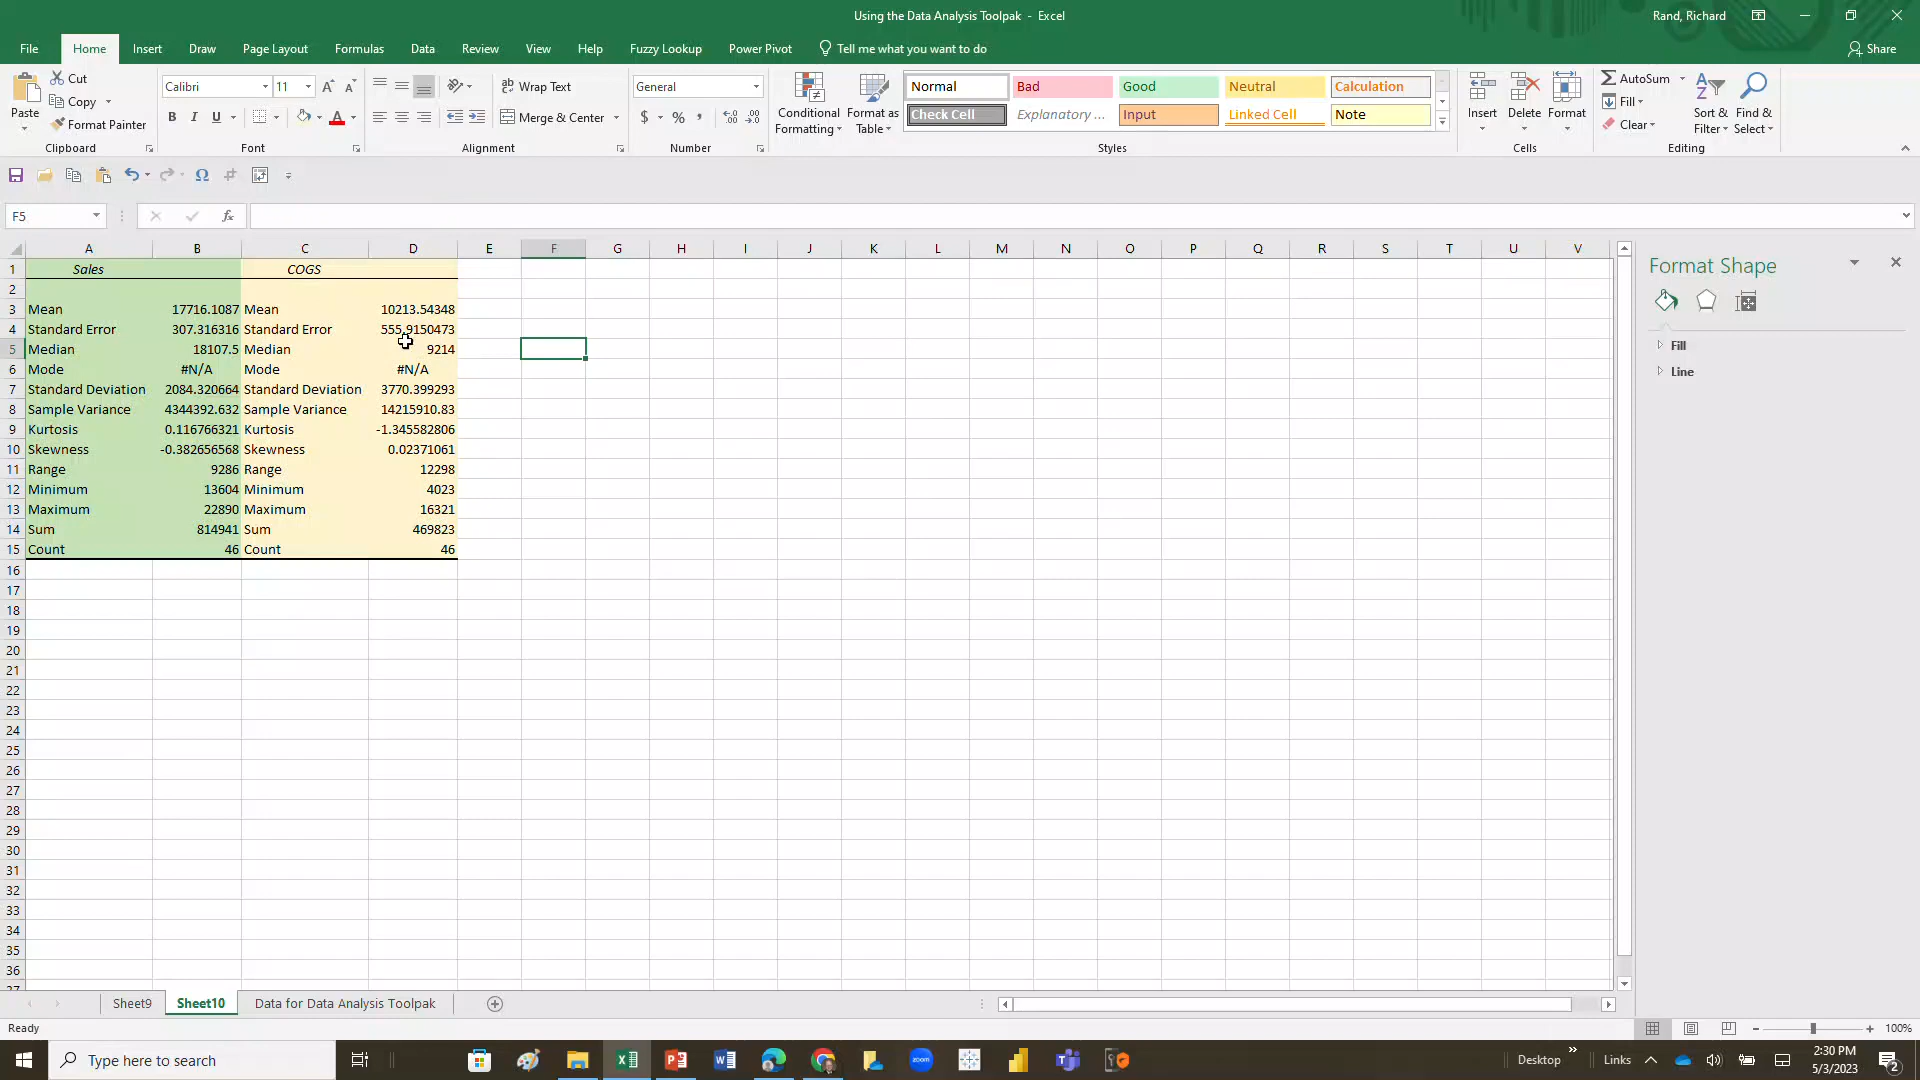 Using the Data Analysis Toolpak - Excel
Rand, Richard
File Home Insert Draw Page Layout Formulas Data Review View Help Fuzzy Lookup Power Pivot Tell me what you want to do Share
Paste Cut Copy Format Painter Clipboard
Calibri 11 A A B I U A Font
Wrap Text Merge & Center Alignment
General $ % , Number
Conditional Formatting Format as Table
Normal Bad Good Neutral Calculation
Check Cell Explanatory ... Input Linked Cell Note
Styles
Insert Delete Format Cells
AutoSum Fill Clear Sort & Filter Find & Select Editing
F5 fx
A B C D E F G H I J K L M N O P Q R S T U V
1 Sales COGS
2
3 Mean 17716.1087 Mean 10213.54348
4 Standard Error 307.316316 Standard Error 555.9150473
5 Median 18107.5 Median 9214
6 Mode #N/A Mode #N/A
7 Standard Deviation 2084.320664 Standard Deviation 3770.399293
8 Sample Variance 4344392.632 Sample Variance 14215910.83
9 Kurtosis 0.116766321 Kurtosis -1.345582806
10 Skewness -0.382656568 Skewness 0.02371061
11 Range 9286 Range 12298
12 Minimum 13604 Minimum 4023
13 Maximum 22890 Maximum 16321
14 Sum 814941 Sum 469823
15 Count 46 Count 46
16
17
18
19
20
21
22
23
24
25
26
27
28
29
30
31
32
33
34
35
36
Format Shape
Fill
Line
Sheet9 Sheet10 Data for Data Analysis Toolpak
Ready 100%
Type here to search
Desktop Links
2:30 PM
5/3/2023
2